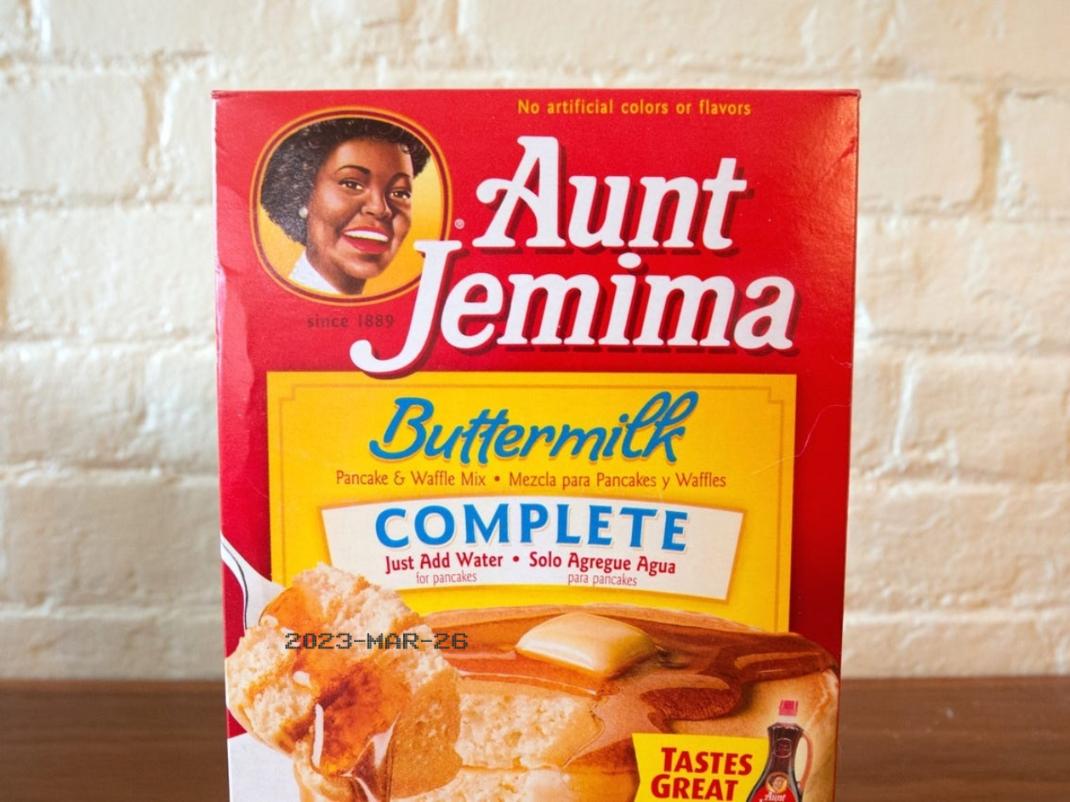 No artificial colors or flavors
Aunt
Jemima
®
since 1889
Buttermilk
Pancake & Waffle Mix • Mezcla para Pancakes y Waffles
COMPLETE
Just Add Water • Solo Agregue Agua
for pancakes para pancakes
2023-MAR-26
TASTES
GREAT
Aunt